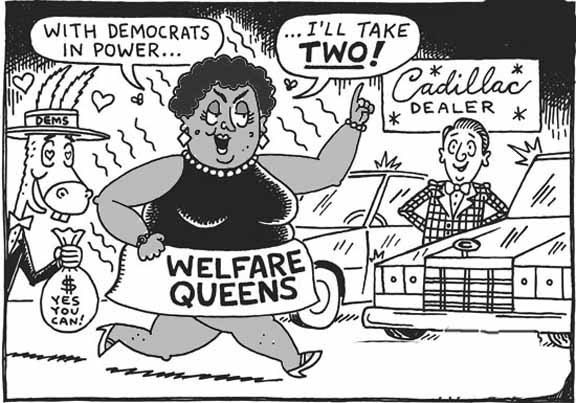 WITH DEMOCRATS
IN POWER...
...I'LL TAKE
TWO!
Cadillac
DEALER
DEMS
WELFARE
QUEENS
$
YES
YOU
CAN!